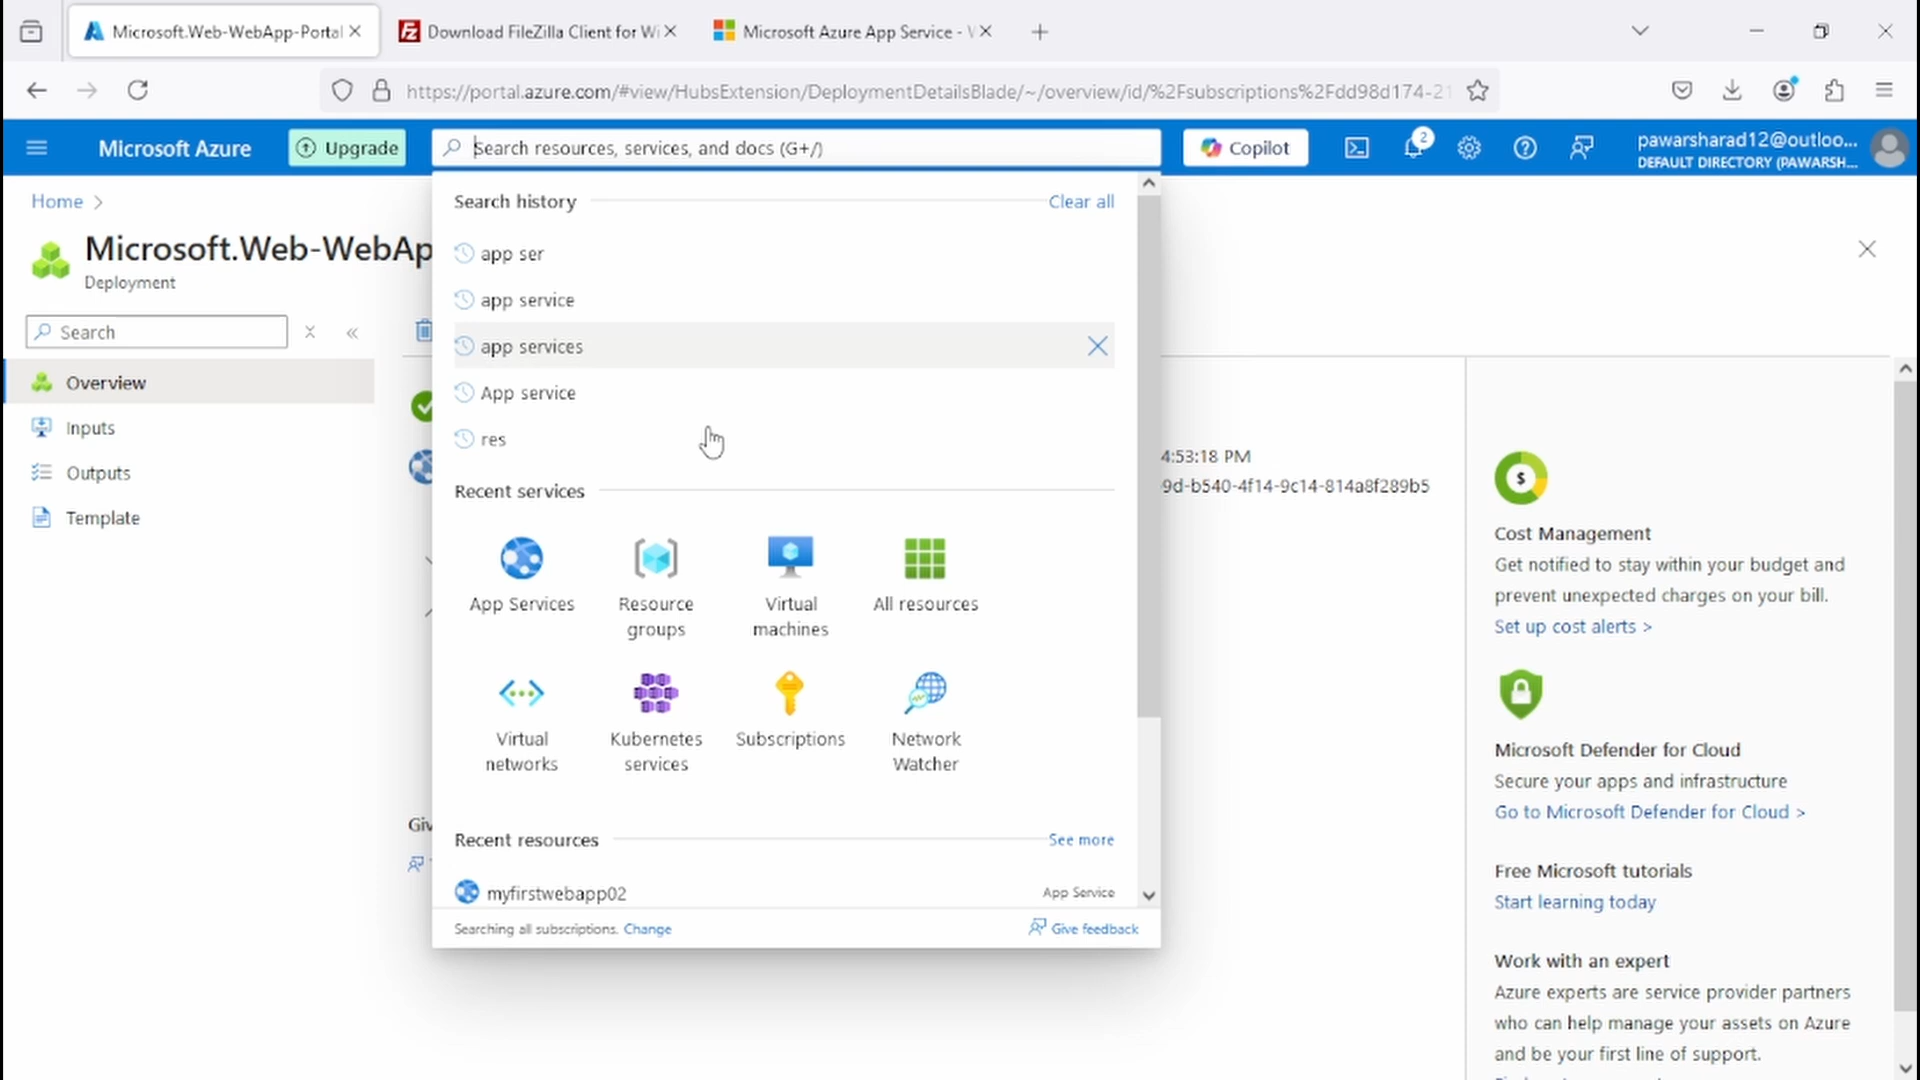 Microsoft.Web-WebApp-Portal
Download FileZilla Client for Wi
Microsoft Azure App Service - W
https://portal.azure.com/#view/HubsExtension/DeploymentDetailsBlade/~/overview/id/%2Fsubscriptions%2Fdd98d174-21
Microsoft Azure
Upgrade
Search resources, services, and docs (G+/)
Copilot
2
pawarsharad12@outloo...
DEFAULT DIRECTORY (PAWARSH...
Home
Microsoft.Web-WebAp
Deployment
Search
Overview
Inputs
Outputs
Template
Search history
Clear all
app ser
app service
app services
App service
res
Recent services
App Services
Resource groups
Virtual machines
All resources
Virtual networks
Kubernetes services
Subscriptions
Network Watcher
Recent resources
See more
myfirstwebapp02
App Service
Searching all subscriptions. Change
Give feedback
Giv
4:53:18 PM
9d-b540-4f14-9c14-814a8f289b5
Cost Management
Get notified to stay within your budget and
prevent unexpected charges on your bill.
Set up cost alerts >
Microsoft Defender for Cloud
Secure your apps and infrastructure
Go to Microsoft Defender for Cloud >
Free Microsoft tutorials
Start learning today
Work with an expert
Azure experts are service provider partners
who can help manage your assets on Azure
and be your first line of support.